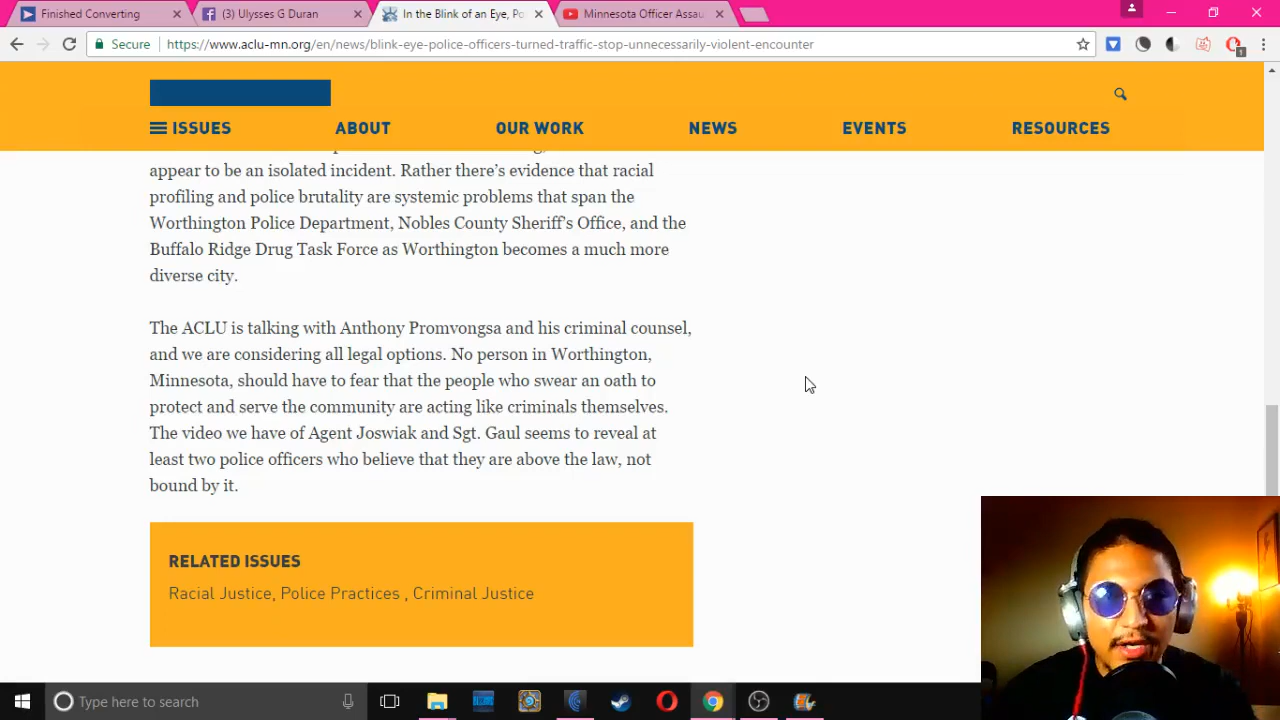 Finished Converting
(3) Ulysses G Duran
In the Blink of an Eye, Po
Minnesota Officer Assau
Secure
https://www.aclu-mn.org/en/news/blink-eye-police-officers-turned-traffic-stop-unnecessarily-violent-encounter
1
ISSUES
ABOUT
OUR WORK
NEWS
EVENTS
RESOURCES
appear to be an isolated incident. Rather there's evidence that racial
profiling and police brutality are systemic problems that span the
Worthington Police Department, Nobles County Sheriff's Office, and the
Buffalo Ridge Drug Task Force as Worthington becomes a much more
diverse city.
The ACLU is talking with Anthony Promvongsa and his criminal counsel,
and we are considering all legal options. No person in Worthington,
Minnesota, should have to fear that the people who swear an oath to
protect and serve the community are acting like criminals themselves.
The video we have of Agent Joswiak and Sgt. Gaul seems to reveal at
least two police officers who believe that they are above the law, not
bound by it.
RELATED ISSUES
Racial Justice, Police Practices , Criminal Justice
Type here to search